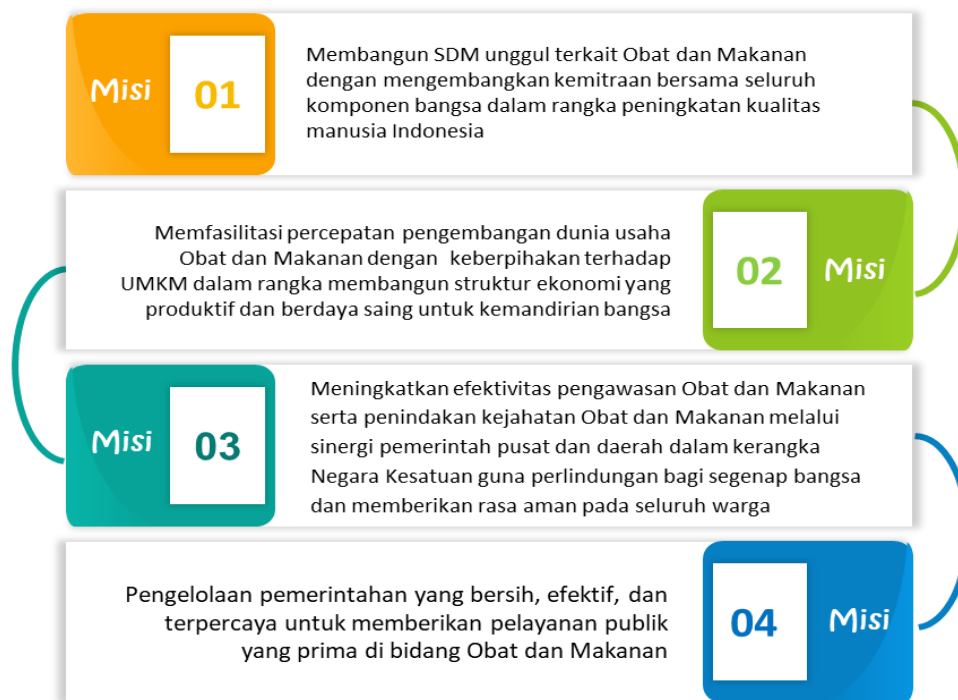 Misi
01
Membangun SDM unggul terkait Obat dan Makanan
dengan mengembangkan kemitraan bersama seluruh
komponen bangsa dalam rangka peningkatan kualitas
manusia Indonesia
Memfasilitasi percepatan pengembangan dunia usaha
Obat dan Makanan dengan keberpihakan terhadap
UMKM dalam rangka membangun struktur ekonomi yang
produktif dan berdaya saing untuk kemandirian bangsa
02
Misi
Misi
03
Meningkatkan efektivitas pengawasan Obat dan Makanan
serta penindakan kejahatan Obat dan Makanan melalui
sinergi pemerintah pusat dan daerah dalam kerangka
Negara Kesatuan guna perlindungan bagi segenap bangsa
dan memberikan rasa aman pada seluruh warga
Pengelolaan pemerintahan yang bersih, efektif, dan
terpercaya untuk memberikan pelayanan publik
yang prima di bidang Obat dan Makanan
04
Misi